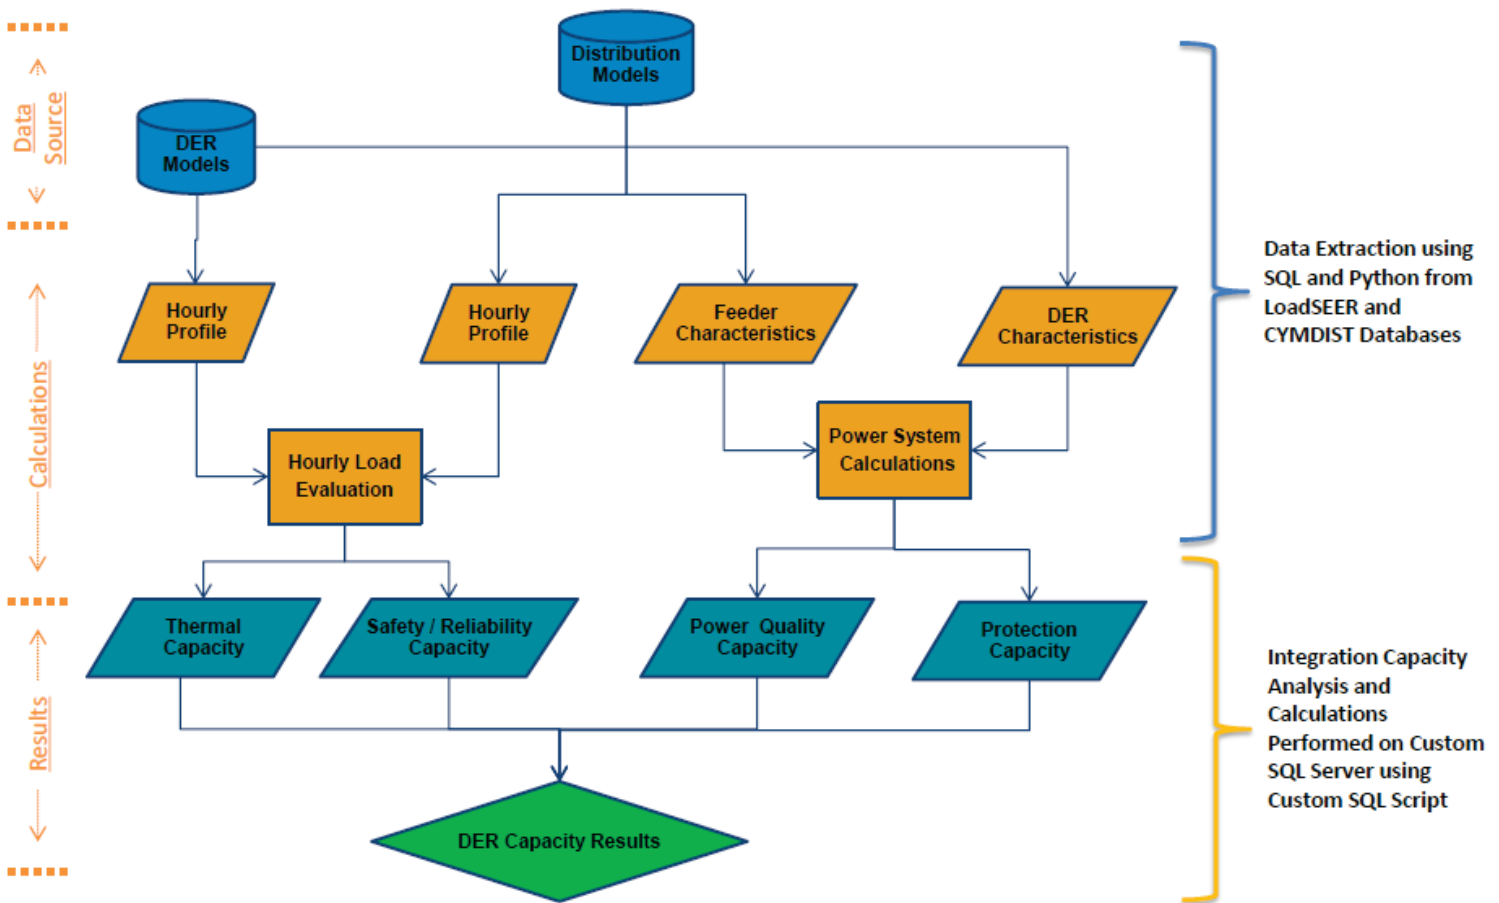 Distribution
Models
DER
Models
Data
Source
Hourly
Profile
Hourly
Profile
Feeder
Characteristics
DER
Characteristics
Data Extraction using
SQL and Python from
LoadSEER and
CYMDIST Databases
Calculations
Hourly Load
Evaluation
Power System
Calculations
Thermal
Capacity
Safety / Reliability
Capacity
Power Quality
Capacity
Protection
Capacity
Integration Capacity
Analysis and
Calculations
Performed on Custom
SQL Server using
Custom SQL Script
Results
DER Capacity Results